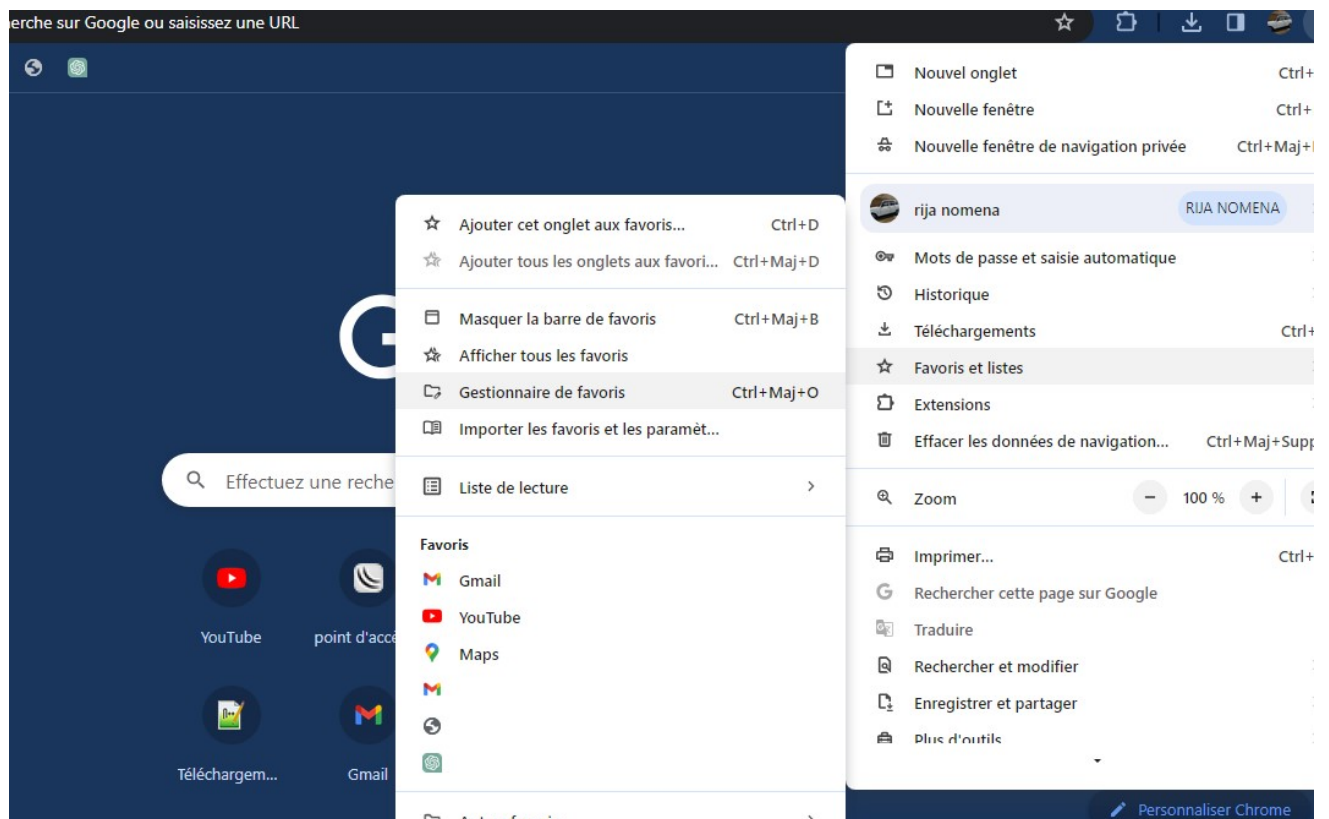 erche sur Google ou saisissez une URL
Nouvel onglet Ctrl+
Nouvelle fenêtre Ctrl+
Nouvelle fenêtre de navigation privée Ctrl+Maj+
rija nomena RIJA NOMENA
Mots de passe et saisie automatique
Historique
Téléchargements Ctrl+
Favoris et listes
Extensions
Effacer les données de navigation... Ctrl+Maj+Supp
Zoom - 100 % +
Imprimer... Ctrl+
Rechercher cette page sur Google
Traduire
Rechercher et modifier
Enregistrer et partager
Plus d'outils
Ajouter cet onglet aux favoris... Ctrl+D
Ajouter tous les onglets aux favori... Ctrl+Maj+D
Masquer la barre de favoris Ctrl+Maj+B
Afficher tous les favoris
Gestionnaire de favoris Ctrl+Maj+O
Importer les favoris et les paramèt...
Liste de lecture
Favoris
Gmail
YouTube
Maps
G
Effectuez une reche
YouTube
point d'accè
Téléchargem...
Gmail
Personnaliser Chrome